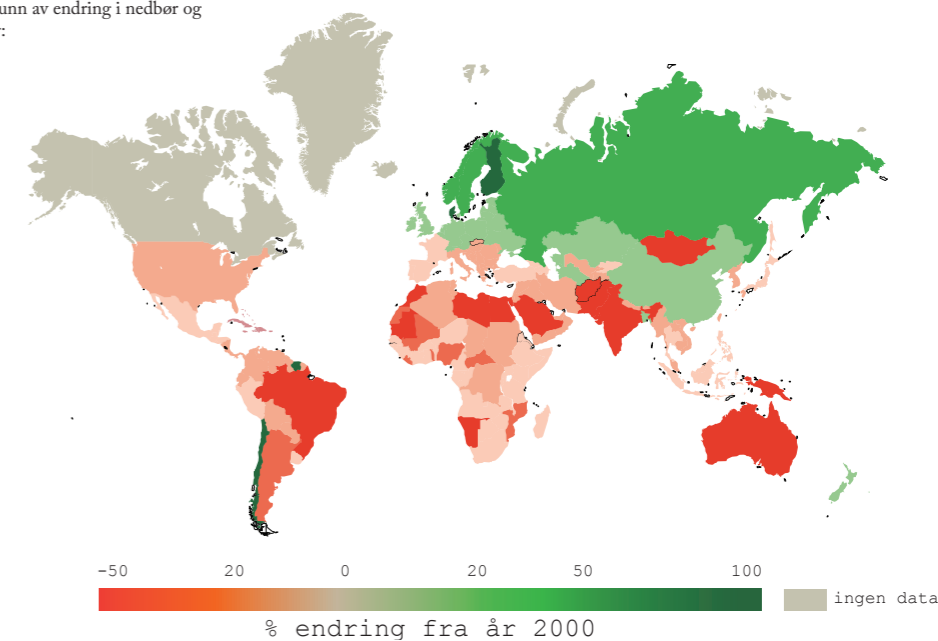 unn av endring i nedbør og
:
-50 20 0 20 50 100
ingen data
% endring fra år 2000